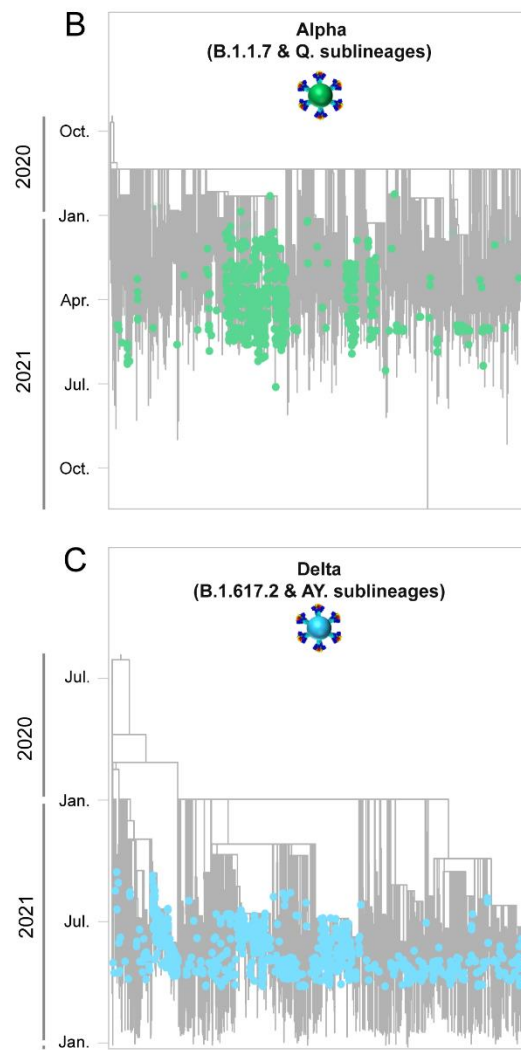 B
Alpha
(B.1.1.7 & Q. sublineages)
2020
Oct.
Jan.
2021
Apr.
Jul.
Oct.
C
Delta
(B.1.617.2 & AY. sublineages)
2020
Jul.
Jan.
2021
Jul.
Jan.